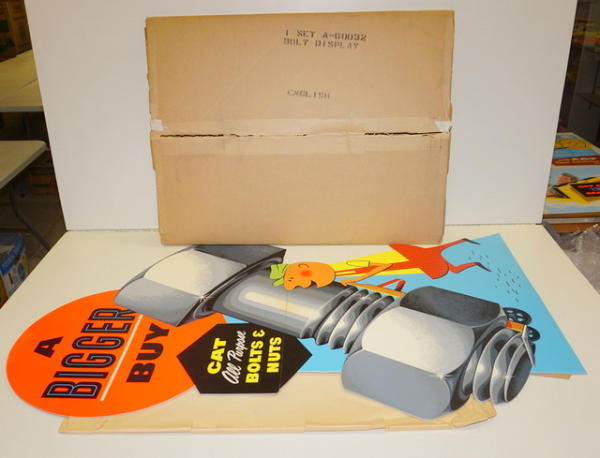 1 SET A-60032
BOLT DISPLAY
ENGLISH
A
BIGGER
BUY
CAT
All Purpose
BOLTS &
NUTS